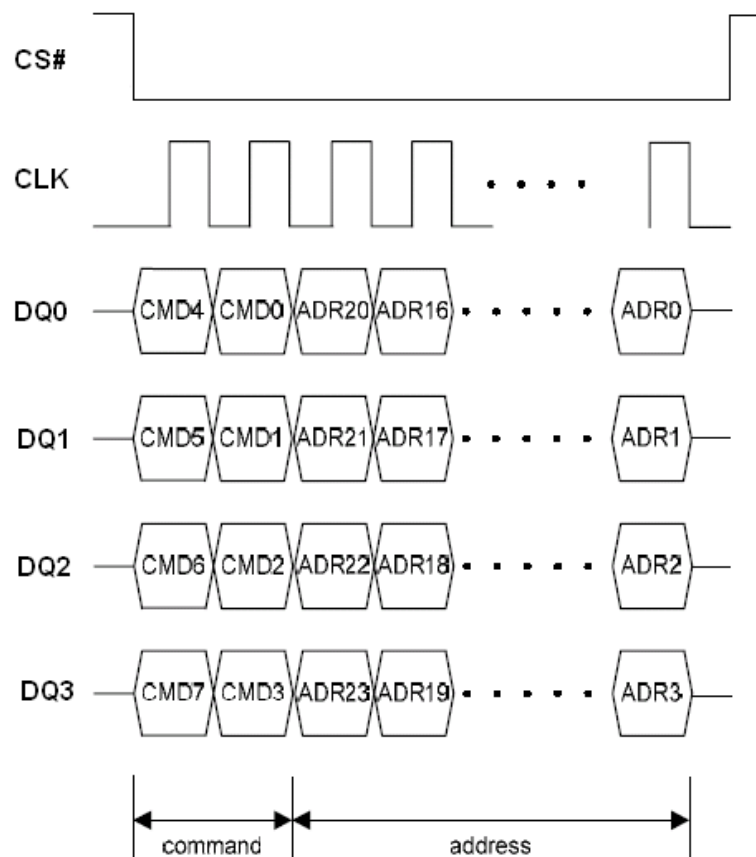 CS#
CLK
DQ0 CMD4 CMD0 ADR20 ADR16 ADR0
DQ1 CMD5 CMD1 ADR21 ADR17 ADR1
DQ2 CMD6 CMD2 ADR22 ADR18 ADR2
DQ3 CMD7 CMD3 ADR23 ADR19 ADR3
command address